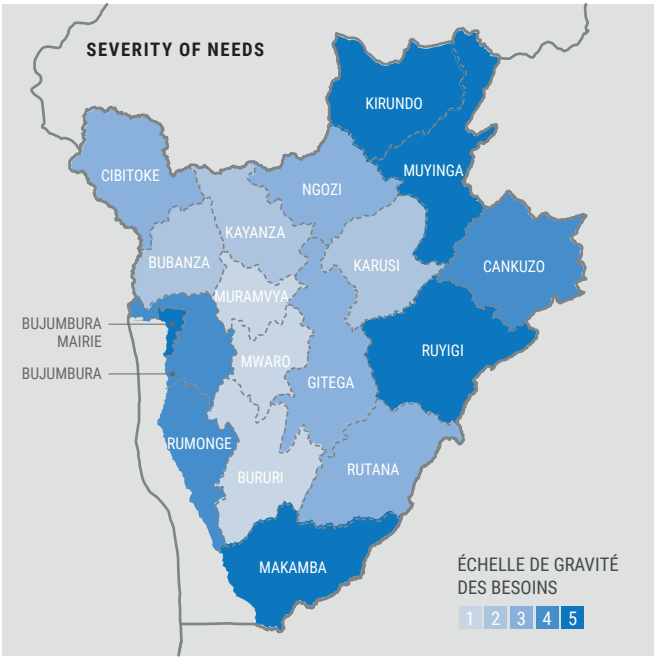 SEVERITY OF NEEDS
KIRUNDO
MUYINGA
CIBITOKE
NGOZI
KAYANZA
BUBANZA
KARUSI
CANKUZO
MURAMVYA
BUJUMBURA
MAIRIE
BUJUMBURA
MWARO
RUYIGI
GITEGA
RUMONGE
RUTANA
BURURI
MAKAMBA
ÉCHELLE DE GRAVITÉ
DES BESOINS
1 2 3 4 5